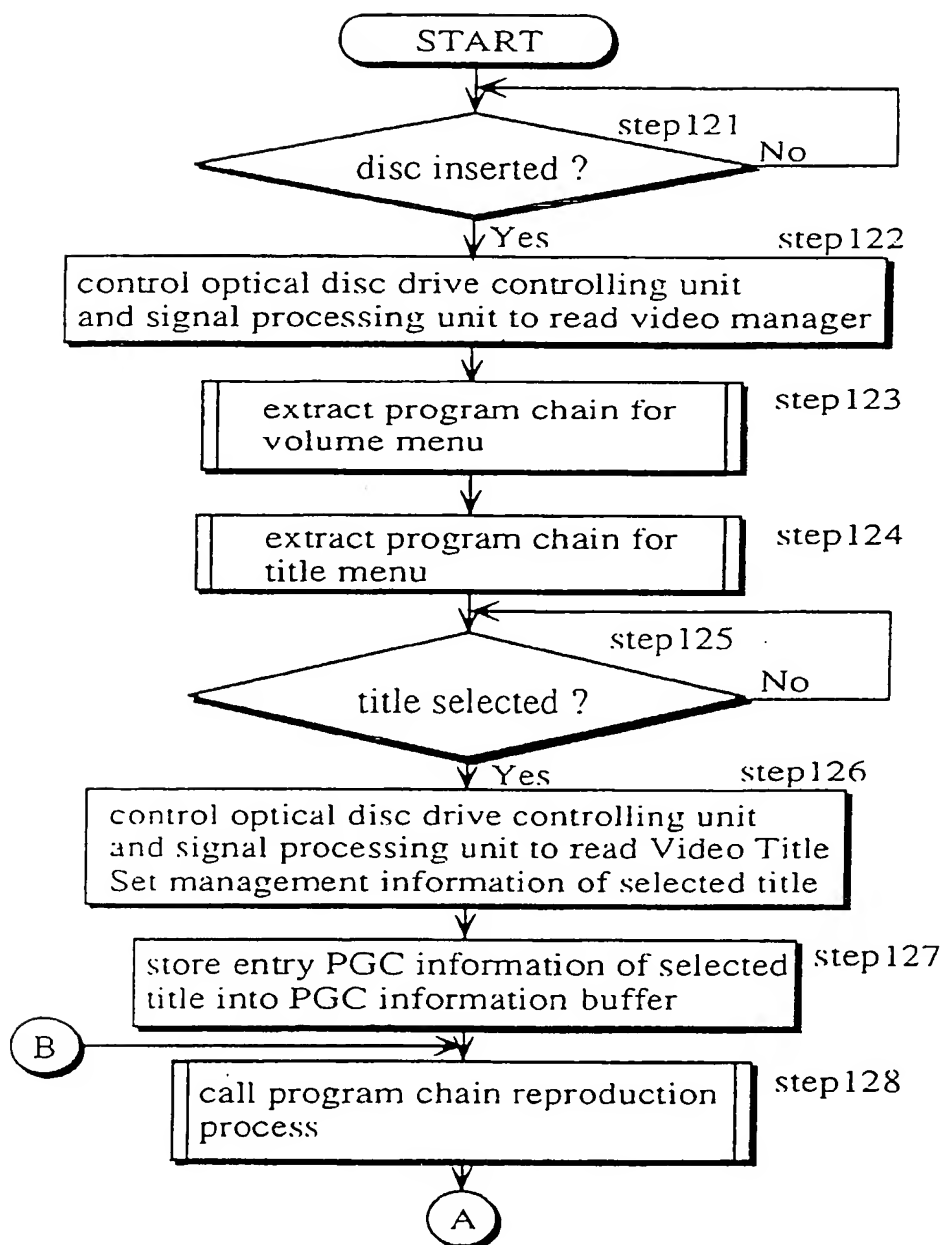 START
step121
No
disc inserted ?
Yes
step122
control optical disc drive controlling unit
and signal processing unit to read video manager
step123
extract program chain for
volume menu
step124
extract program chain for
title menu
step125
No
title selected ?
Yes
step126
control optical disc drive controlling unit
and signal processing unit to read Video Title
Set management information of selected title
step127
store entry PGC information of selected
title into PGC information buffer
B
step128
call program chain reproduction
process
A